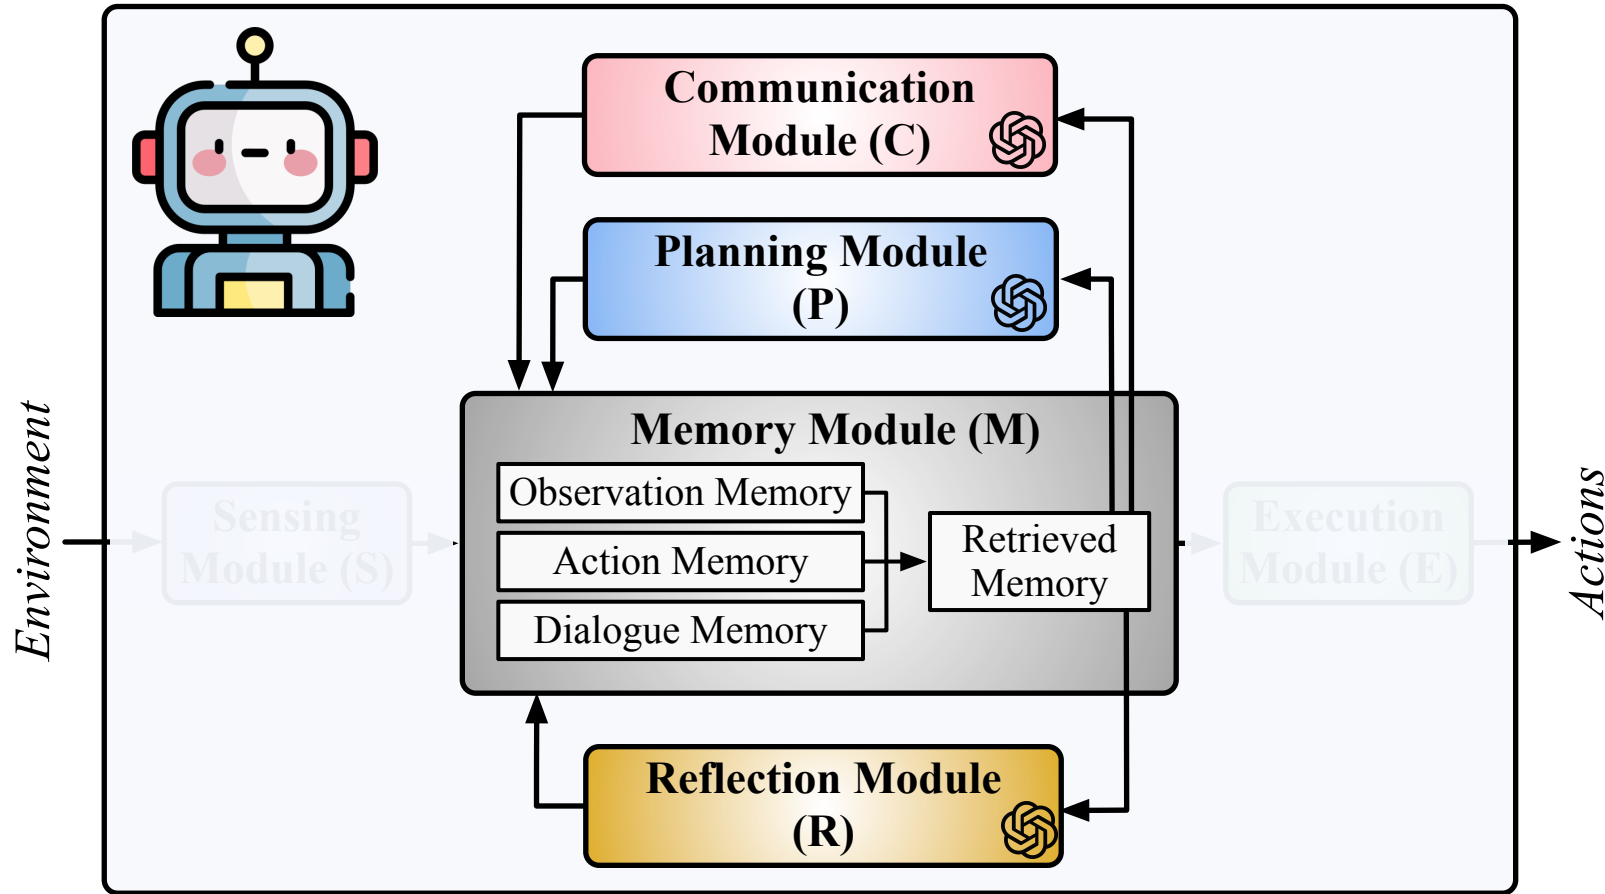 Communication
Module (C)
Planning Module
(P)
Memory Module (M)
Observation Memory
Action Memory
Dialogue Memory
Retrieved
Memory
Reflection Module
(R)
Environment
Sensing
Module (S)
Execution
Module (E)
Actions